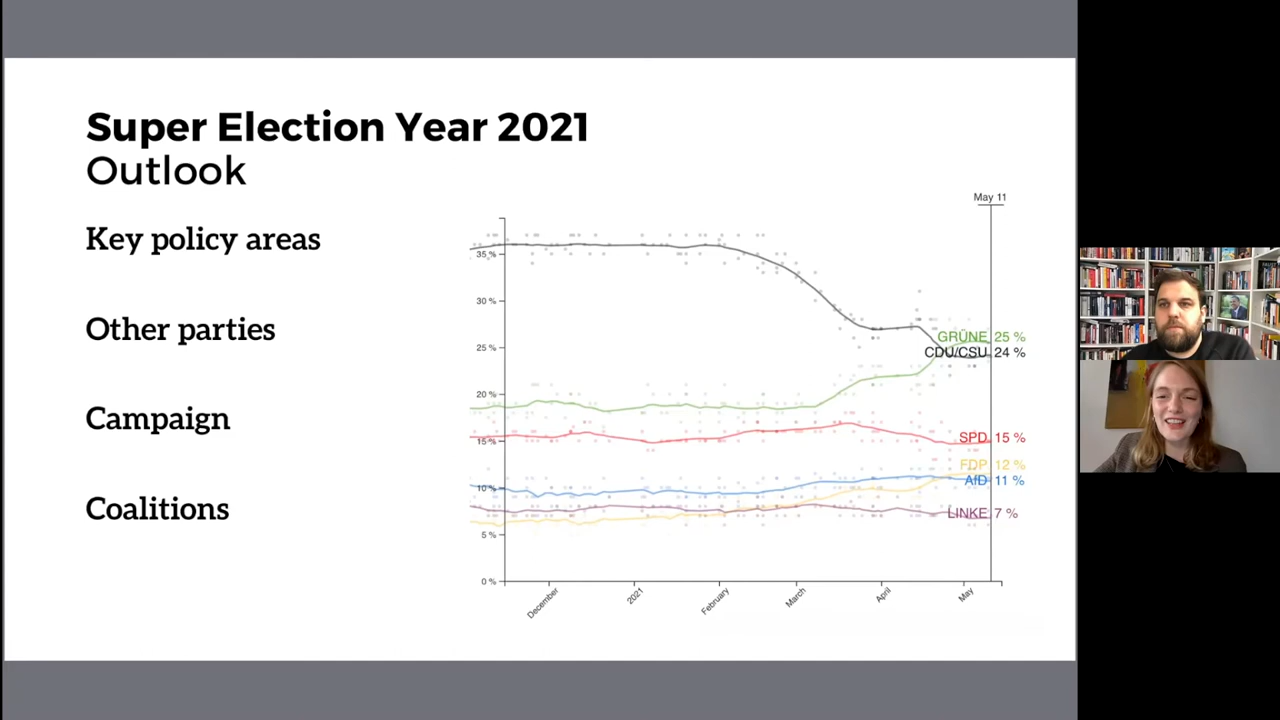 Super Election Year 2021
Outlook
Key policy areas
Other parties
Campaign
Coalitions
May 11
35 %
30 %
25 %
20 %
15 %
10 %
5 %
0 %
GRÜNE 25 %
CDU/CSU 24 %
SPD 15 %
FDP 12 %
AfD 11 %
LINKE 7 %
December
2021
February
March
April
May